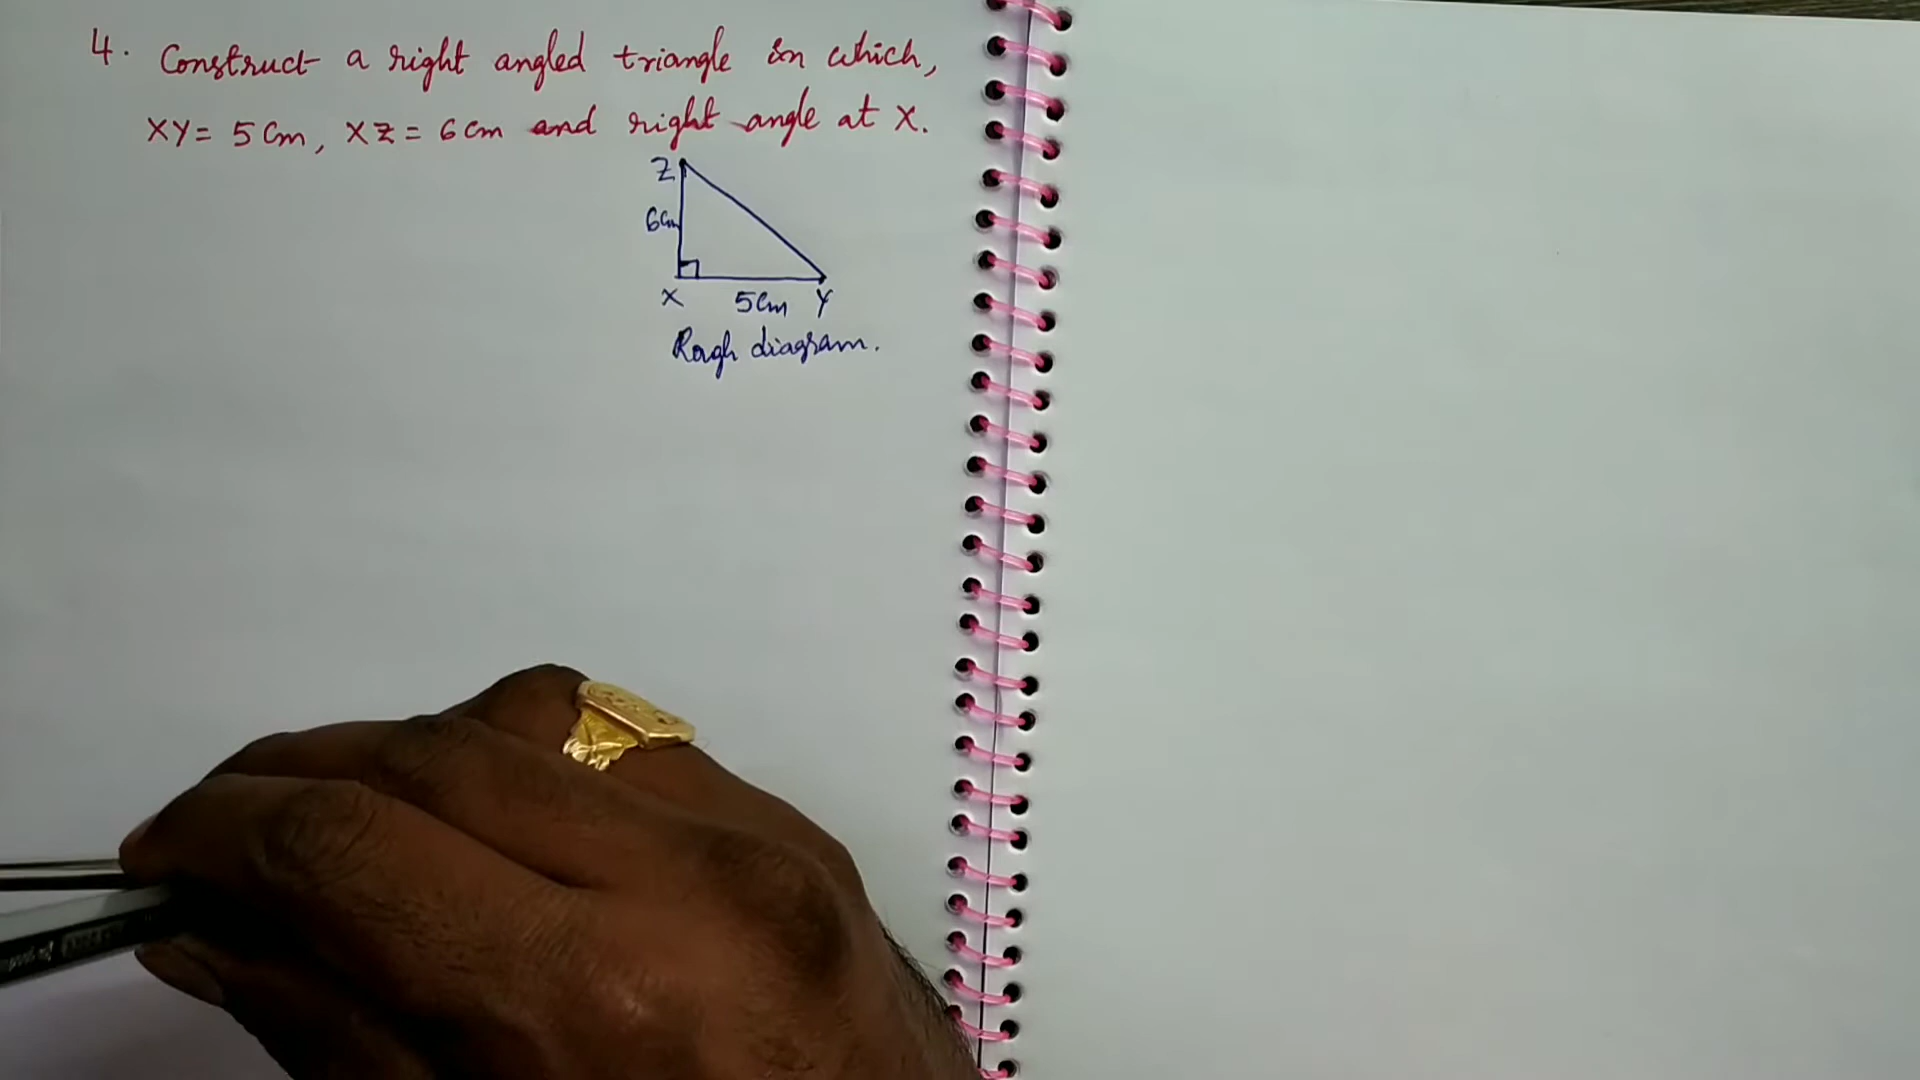 4. Construct a right angled triangle in which,
XY = 5 Cm, XZ = 6 cm and right angle at X.
Z
6Cm
X 5Cm Y
Rough diagram.